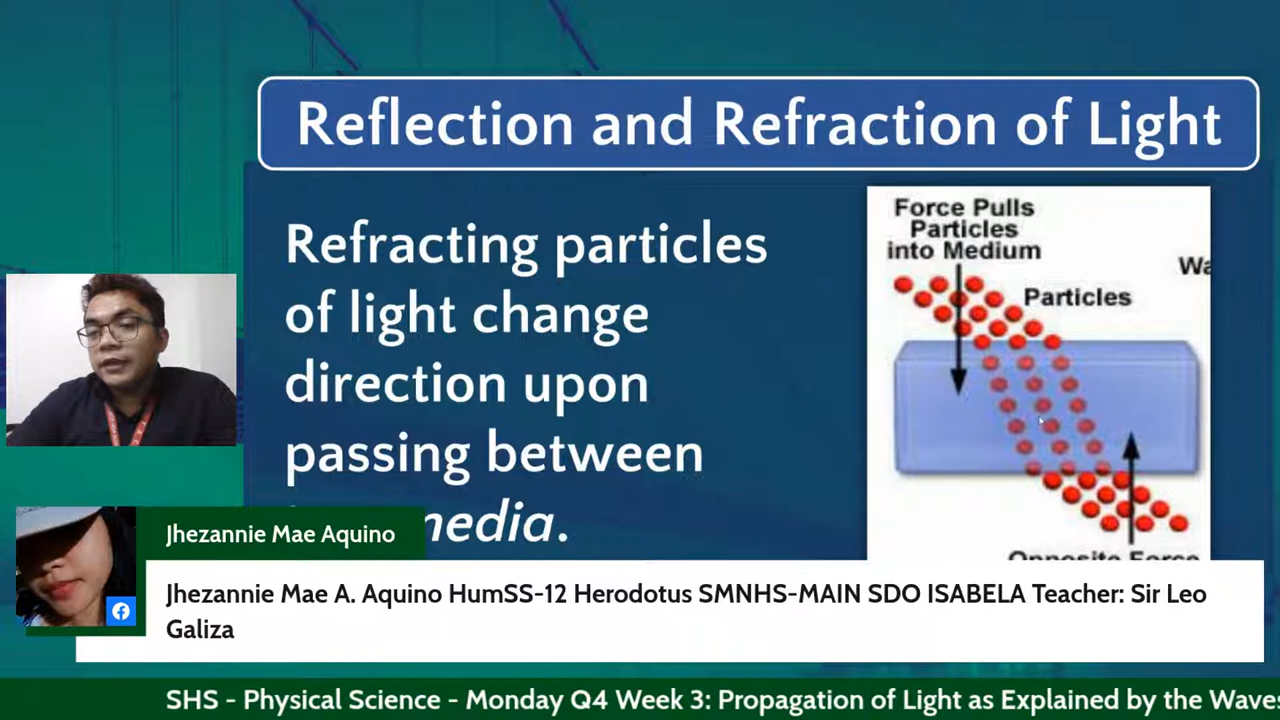 Reflection and Refraction of Light
Refracting particles
of light change
direction upon
passing between
media.
Force Pulls
Particles
into Medium
Particles
Jhezannie Mae Aquino
Jhezannie Mae A. Aquino HumSS-12 Herodotus SMNHS-MAIN SDO ISABELA Teacher: Sir Leo
Galiza
SHS - Physical Science - Monday Q4 Week 3: Propagation of Light as Explained by the Wave